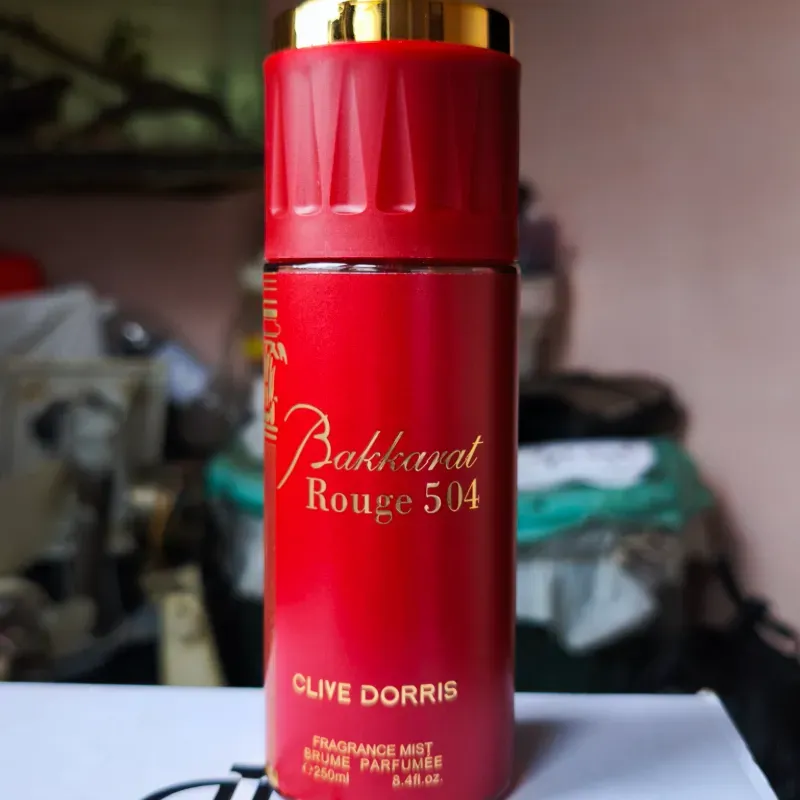 Bakkarat
Rouge 504
CLIVE DORRIS
FRAGRANCE MIST
BRUME PARFUMÉE
250ml 8.4fl.oz.